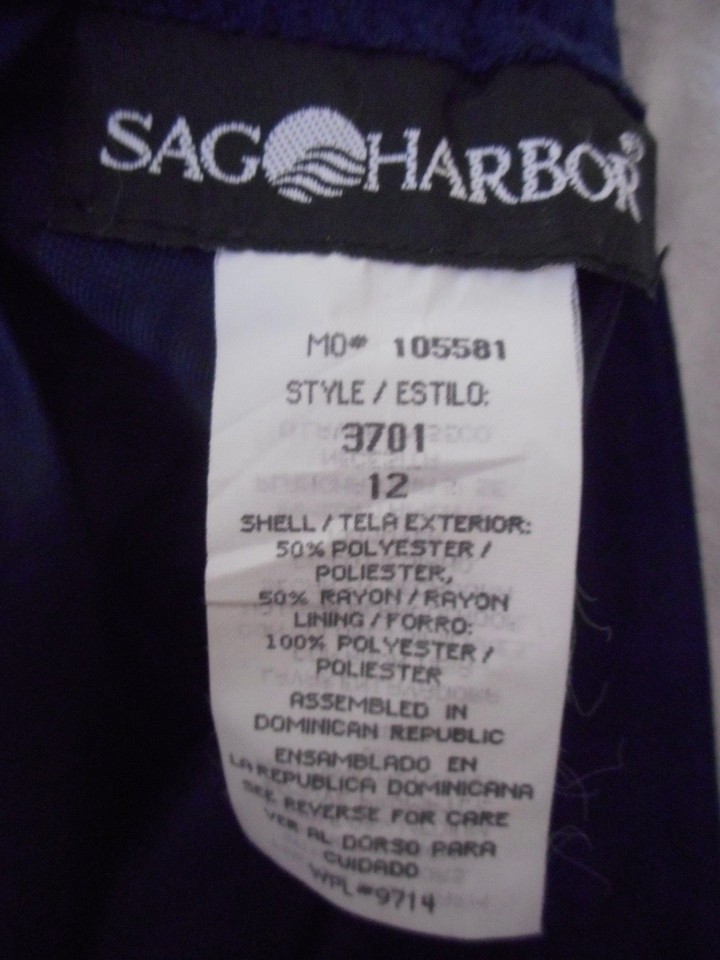 SAG HARBOR®
MO# 105581
STYLE / ESTILO:
3701
12
SHELL / TELA EXTERIOR:
50% POLYESTER /
POLIESTER,
50% RAYON / RAYON
LINING / FORRO:
100% POLYESTER /
POLIESTER
ASSEMBLED IN
DOMINICAN REPUBLIC
ENSAMBLADO EN
LA REPUBLICA DOMINICANA
SEE REVERSE FOR CARE
VER AL DORSO PARA
CUIDADO
WPL #9714